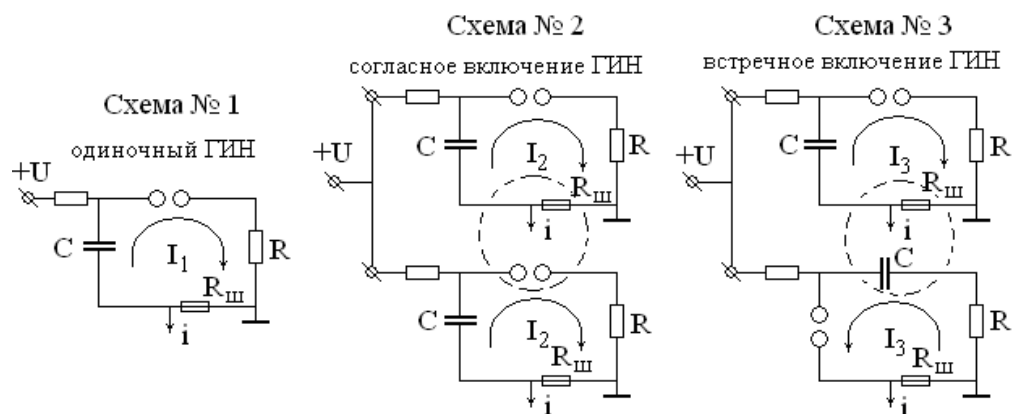 Схема № 1
одиночный ГИН
+U
C
I₁
R
Rш
i
Схема № 2
согласное включение ГИН
+U
C
I₂
R
Rш
i
C
I₂
R
Rш
i
Схема № 3
встречное включение ГИН
+U
C
I₃
R
Rш
i
C
I₃
R
Rш
i